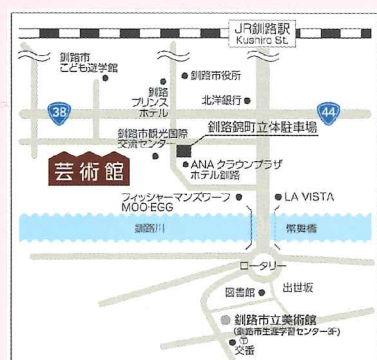 JR釧路駅
Kushiro St.
釧路市
こども遊学館
釧路市役所
釧路
プリンス
ホテル
北洋銀行
38
44
釧路錦町立体駐車場
釧路市観光国際
交流センター
芸術館
ANA クラウンプラザ
ホテル釧路
フィッシャーマンズワーフ
MOO・EGG
LA VISTA
釧路川
幣舞橋
ロータリー
図書館
出世坂
釧路市立美術館
(釧路市生涯学習センター3F)
交番